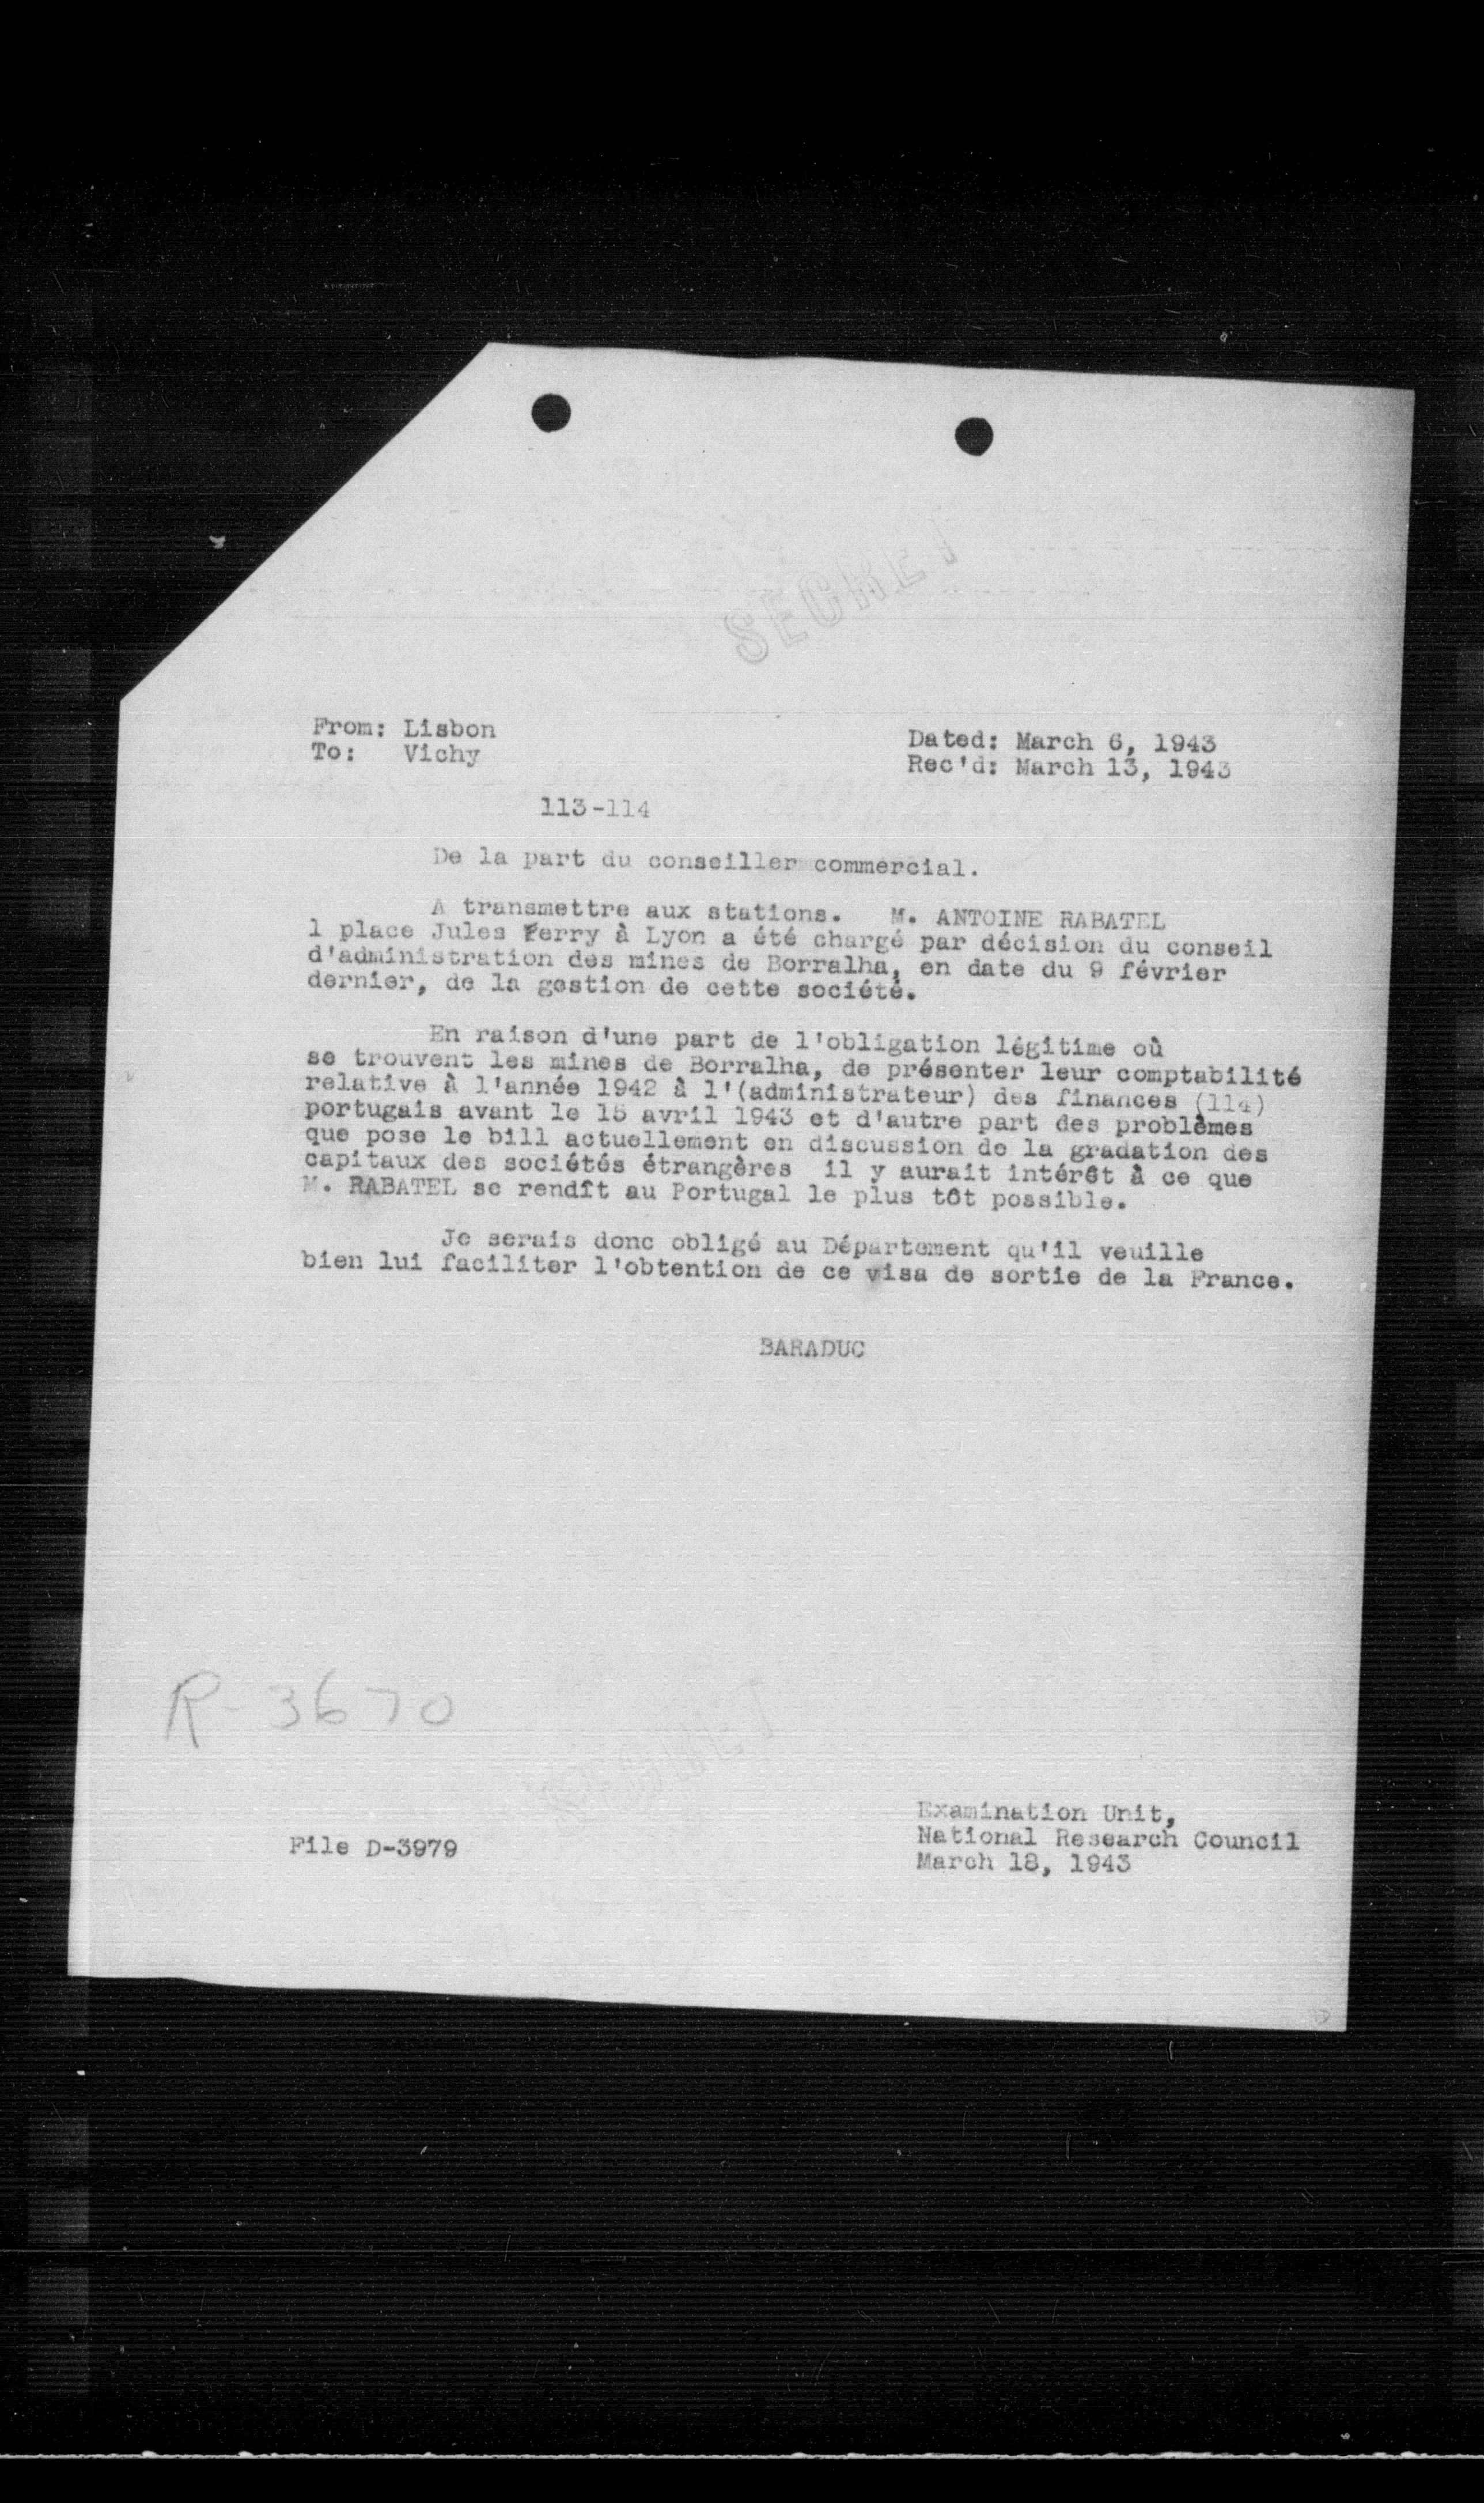 SECRET
From: Lisbon
To: Vichy
Dated: March 6, 1943
Rec'd: March 13, 1943
113-114
De la part du conseiller commercial.
A transmettre aux stations. M. ANTOINE RABATEL
1 place Jules Ferry à Lyon a été chargé par décision du conseil
d'administration des mines de Borralha, en date du 9 février
dernier, de la gestion de cette société.
En raison d'une part de l'obligation légitime où
se trouvent les mines de Borralha, de présenter leur comptabilité
relative à l'année 1942 à l'(administrateur) des finances (114)
portugais avant le 15 avril 1943 et d'autre part des problèmes
que pose le bill actuellement en discussion de la gradation des
capitaux des sociétés étrangères il y aurait intérêt à ce que
M. RABATEL se rendît au Portugal le plus tôt possible.
Je serais donc obligé au Département qu'il veuille
bien lui faciliter l'obtention de ce visa de sortie de la France.
BARADUC
R-3670
SECRET
File D-3979
Examination Unit,
National Research Council
March 18, 1943